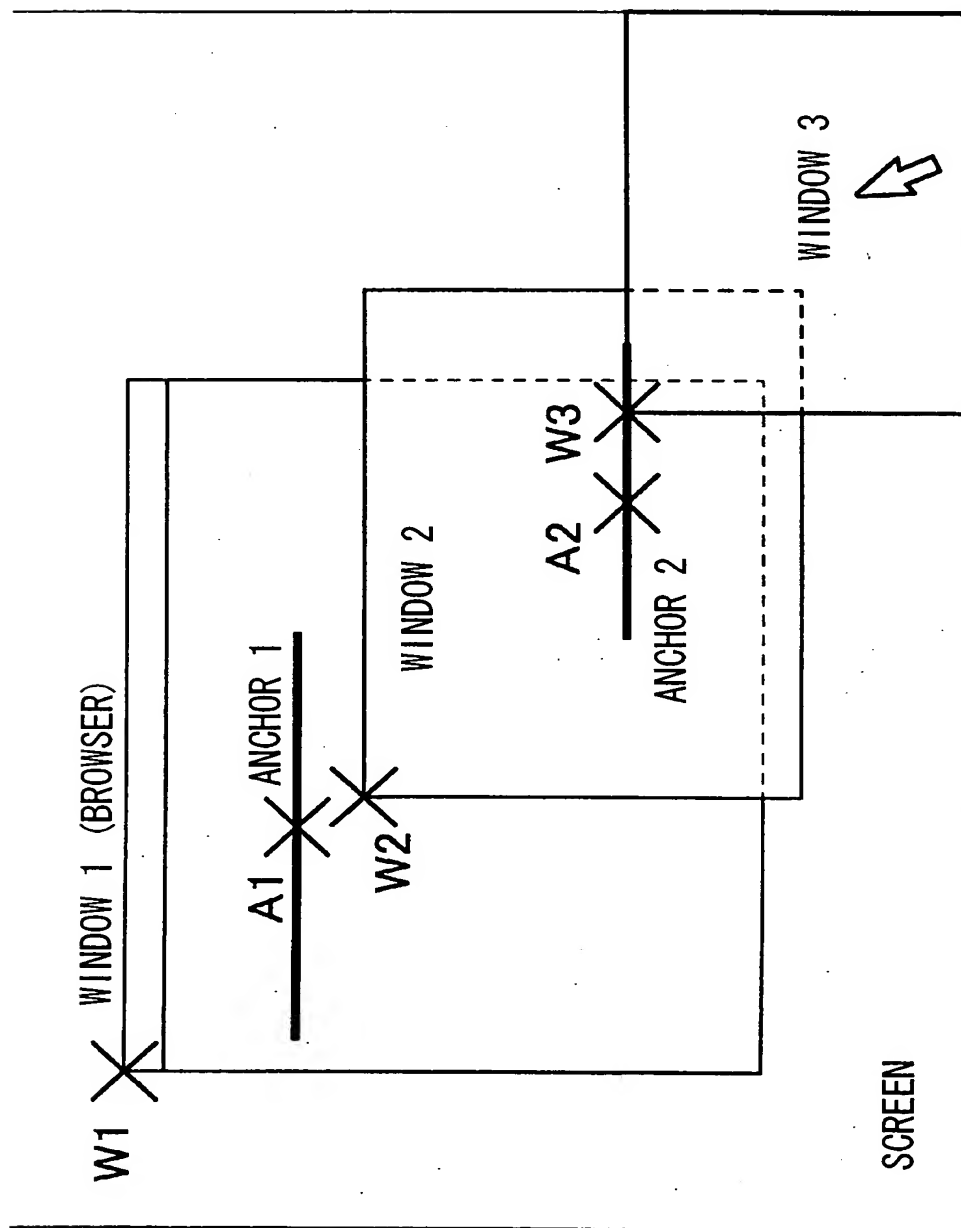 W1
WINDOW 1 (BROWSER)
A1
ANCHOR 1
W2
WINDOW 2
A2
W3
ANCHOR 2
WINDOW 3
SCREEN